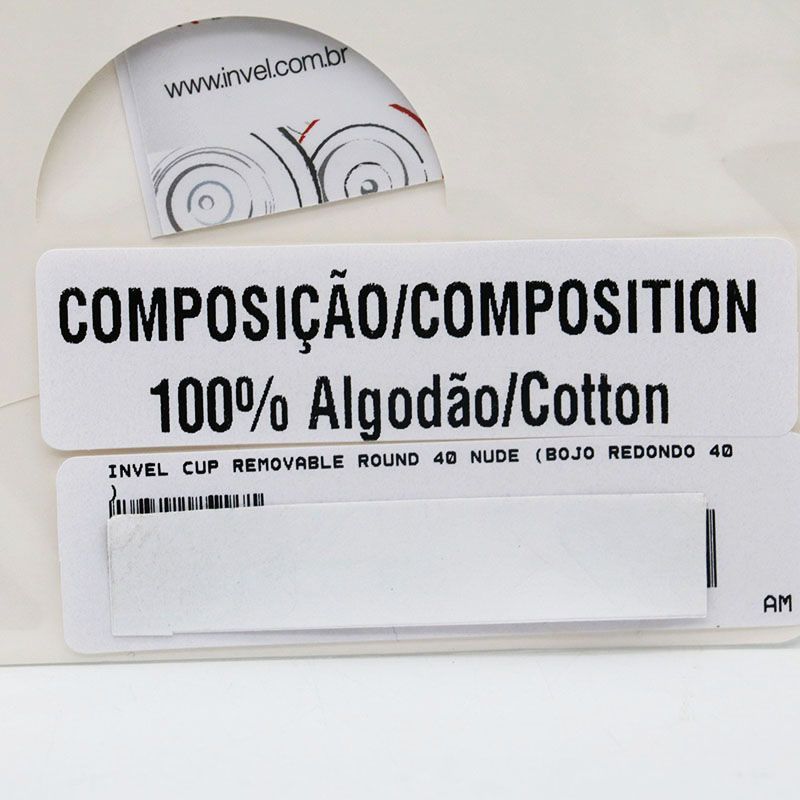 www.invel.com.br
COMPOSIÇÃO/COMPOSITION
100% Algodão/Cotton
INVEL CUP REMOVABLE ROUND 40 NUDE (BOJO REDONDO 40
)
AM